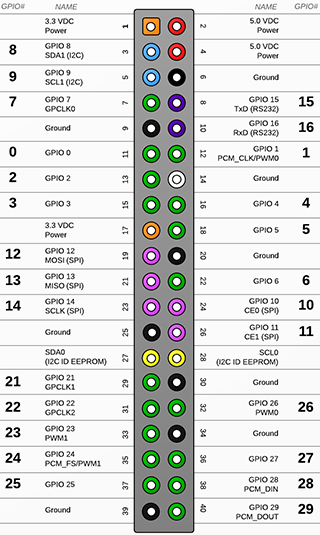 GPIO# NAME NAME GPIO#
3.3 VDC
Power 1 2 5.0 VDC
Power
8 GPIO 8
SDA1 (I2C) 3 4 5.0 VDC
Power
9 GPIO 9
SCL1 (I2C) 5 6 Ground
7 GPIO 7
GPCLK0 7 8 GPIO 15
TxD (RS232) 15
Ground 9 10 GPIO 16
RxD (RS232) 16
0 GPIO 0 11 12 GPIO 1
PCM_CLK/PWM0 1
2 GPIO 2 13 14 Ground
3 GPIO 3 15 16 GPIO 4 4
3.3 VDC
Power 17 18 GPIO 5 5
12 GPIO 12
MOSI (SPI) 19 20 Ground
13 GPIO 13
MISO (SPI) 21 22 GPIO 6 6
14 GPIO 14
SCLK (SPI) 23 24 GPIO 10
CE0 (SPI) 10
Ground 25 26 GPIO 11
CE1 (SPI) 11
SDA0
(I2C ID EEPROM) 27 28 SCL0
(I2C ID EEPROM)
21 GPIO 21
GPCLK1 29 30 Ground
22 GPIO 22
GPCLK2 31 32 GPIO 26
PWM0 26
23 GPIO 23
PWM1 33 34 Ground
24 GPIO 24
PCM_FS/PWM1 35 36 GPIO 27 27
25 GPIO 25 37 38 GPIO 28
PCM_DIN 28
Ground 39 40 GPIO 29
PCM_DOUT 29